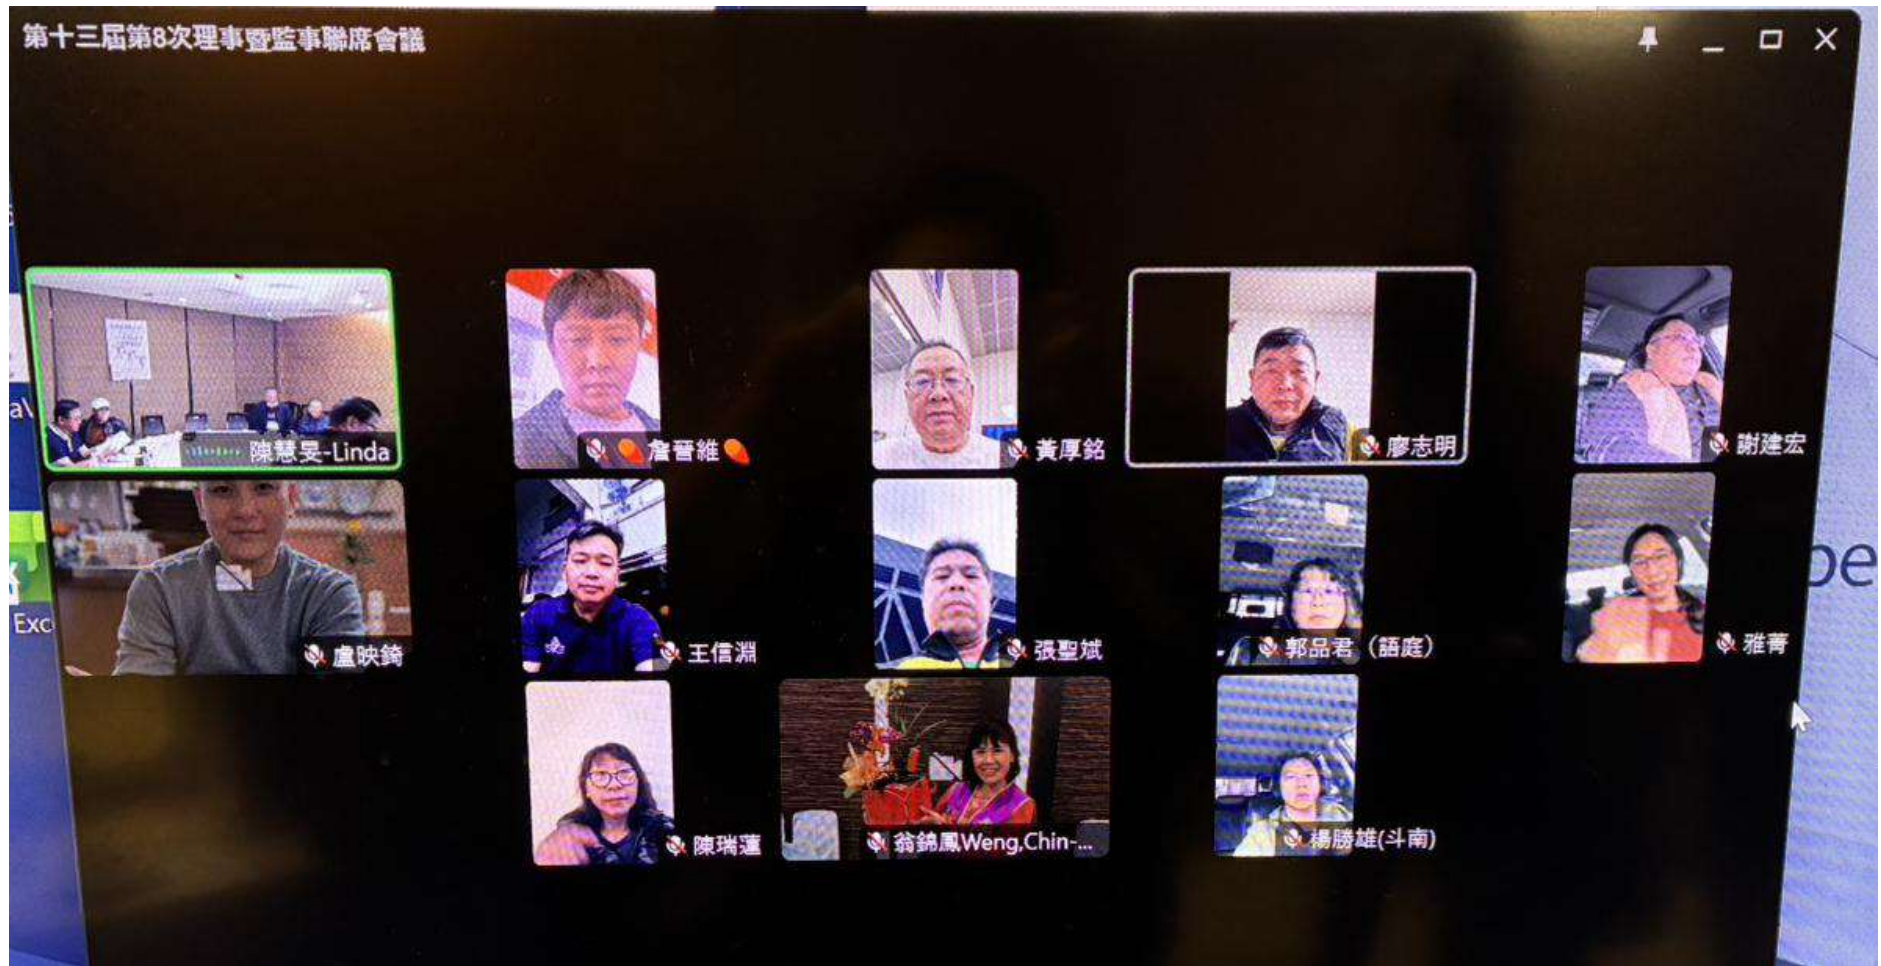 第十三屆第8次理事暨監事聯席會議
陳慧旻-Linda
詹晉維
黃厚銘
廖志明
謝建宏
盧映錡
王信淵
張聖斌
郭品君（語庭）
雅菁
陳瑞蓮
翁錦鳳Weng,Chin-...
楊勝雄(斗南)
Exc
pe